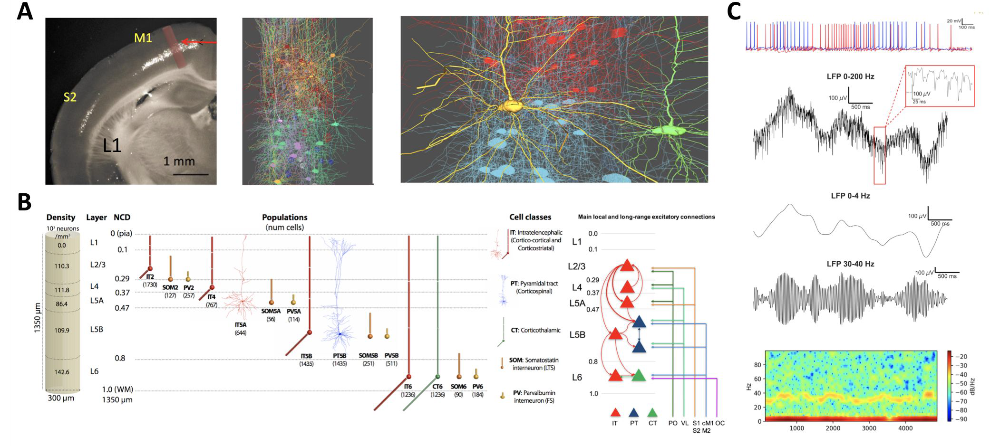 A
M1
S2
L1
1 mm
B
Density
10³ neurons
/mm³
0.0
110.3
111.8
86.4
109.9
142.6
1350 µm
300 µm
Layer
L1
L2/3
L4
L5A
L5B
L6
NCD
0 (pia)
0.1
0.29
0.37
0.47
0.8
1.0 (WM)
1350 µm
Populations
(num cells)
IT2
(1730)
SOM2
(127)
PV2
(257)
IT4
(767)
IT5A
(644)
SOM5A
(56)
PV5A
(114)
IT5B
(1435)
PT5B
(1435)
SOM5B
(251)
PV5B
(511)
IT6
(1236)
CT6
(1236)
SOM6
(90)
PV6
(184)
Cell classes
IT: Intratelencephalic
(Cortico-cortical and
Corticostriatal)
PT: Pyramidal tract
(Corticospinal)
CT: Corticothalamic
SOM: Somatostatin
interneuron (LTS)
PV: Parvalbumin
interneuron (FS)
Main local and long-range excitatory connections
0.0
L1
0.1
L2/3
0.29
L4
0.37
L5A
0.47
L5B
0.8
L6
1.0
IT PT CT PO VL S1 cM1 OC
S2 M2
C
20 mV
100 ms
LFP 0-200 Hz
100 µV
500 ms
100 µV
25 ms
LFP 0-4 Hz
100 µV
500 ms
LFP 30-40 Hz
100 µV
500 ms
Hz
80
60
40
20
0
1000 2000 3000 4000
−20
−30
−40
−50
−60
−70
−80
−90
dB/Hz